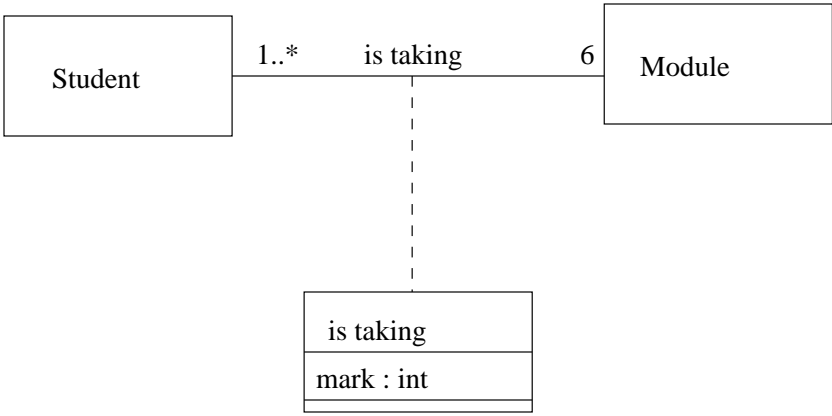 1..* is taking 6
Student
Module
is taking
mark : int